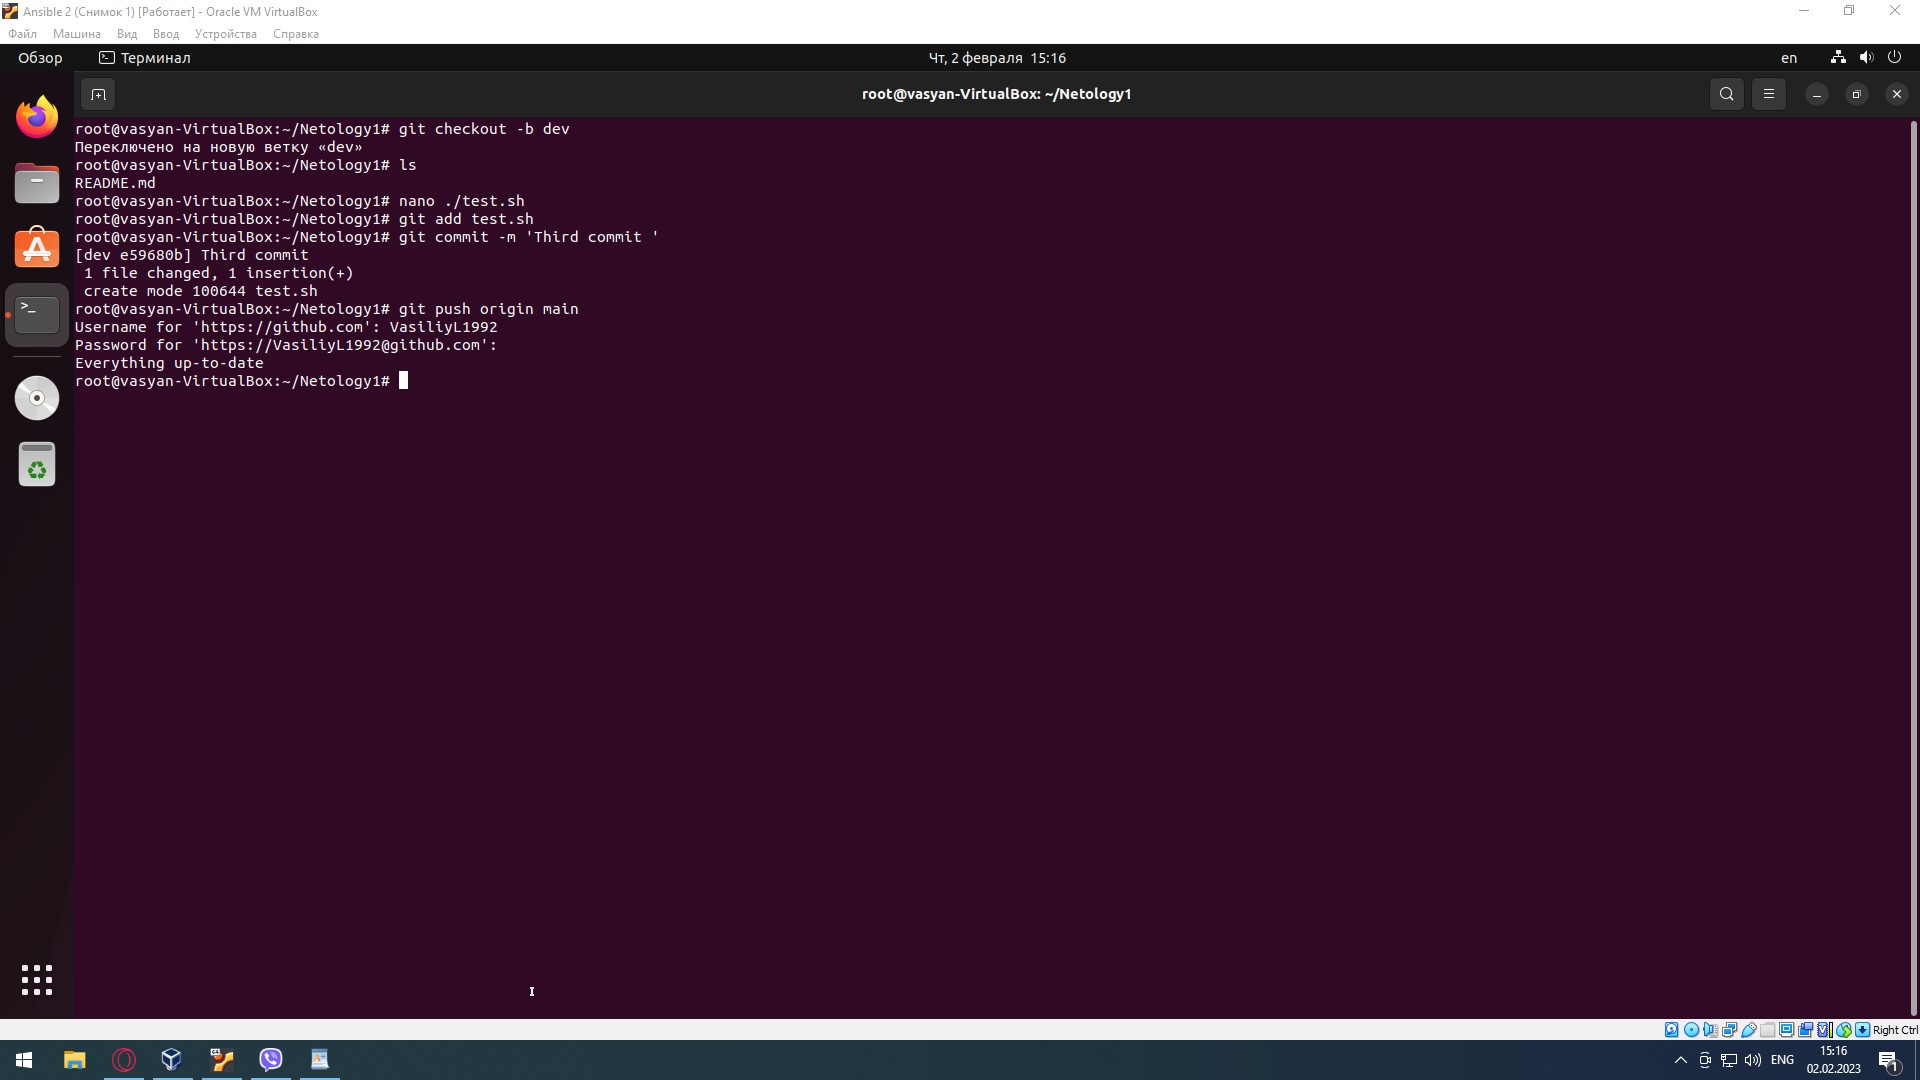 Ansible 2 (Снимок 1) [Работает] - Oracle VM VirtualBox
Файл Машина Вид Ввод Устройства Справка
Обзор Терминал Чт, 2 февраля 15:16 en
root@vasyan-VirtualBox: ~/Netology1
root@vasyan-VirtualBox:~/Netology1# git checkout -b dev
Переключено на новую ветку «dev»
root@vasyan-VirtualBox:~/Netology1# ls
README.md
root@vasyan-VirtualBox:~/Netology1# nano ./test.sh
root@vasyan-VirtualBox:~/Netology1# git add test.sh
root@vasyan-VirtualBox:~/Netology1# git commit -m 'Third commit '
[dev e59680b] Third commit
 1 file changed, 1 insertion(+)
 create mode 100644 test.sh
root@vasyan-VirtualBox:~/Netology1# git push origin main
Username for 'https://github.com': VasiliyL1992
Password for 'https://VasiliyL1992@github.com':
Everything up-to-date
root@vasyan-VirtualBox:~/Netology1#
Right Ctrl
ENG 15:16
02.02.2023
1